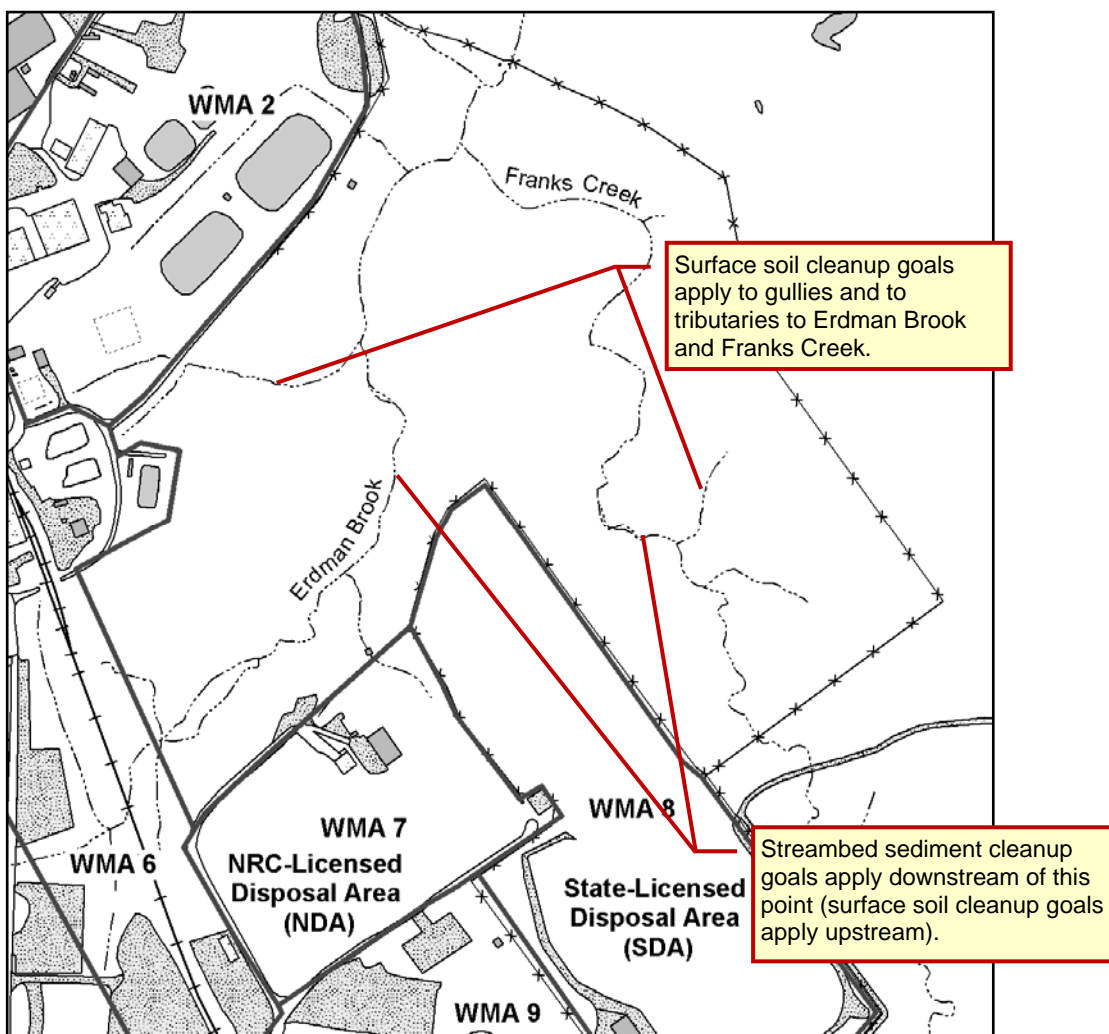 WMA 2
Franks Creek
Surface soil cleanup goals
apply to gullies and to
tributaries to Erdman Brook
and Franks Creek.
Erdman Brook
WMA 8
WMA 7
NRC-Licensed
Disposal Area
(NDA)
WMA 6
State-Licensed
Disposal Area
(SDA)
Streambed sediment cleanup
goals apply downstream of this
point (surface soil cleanup goals
apply upstream).
WMA 9